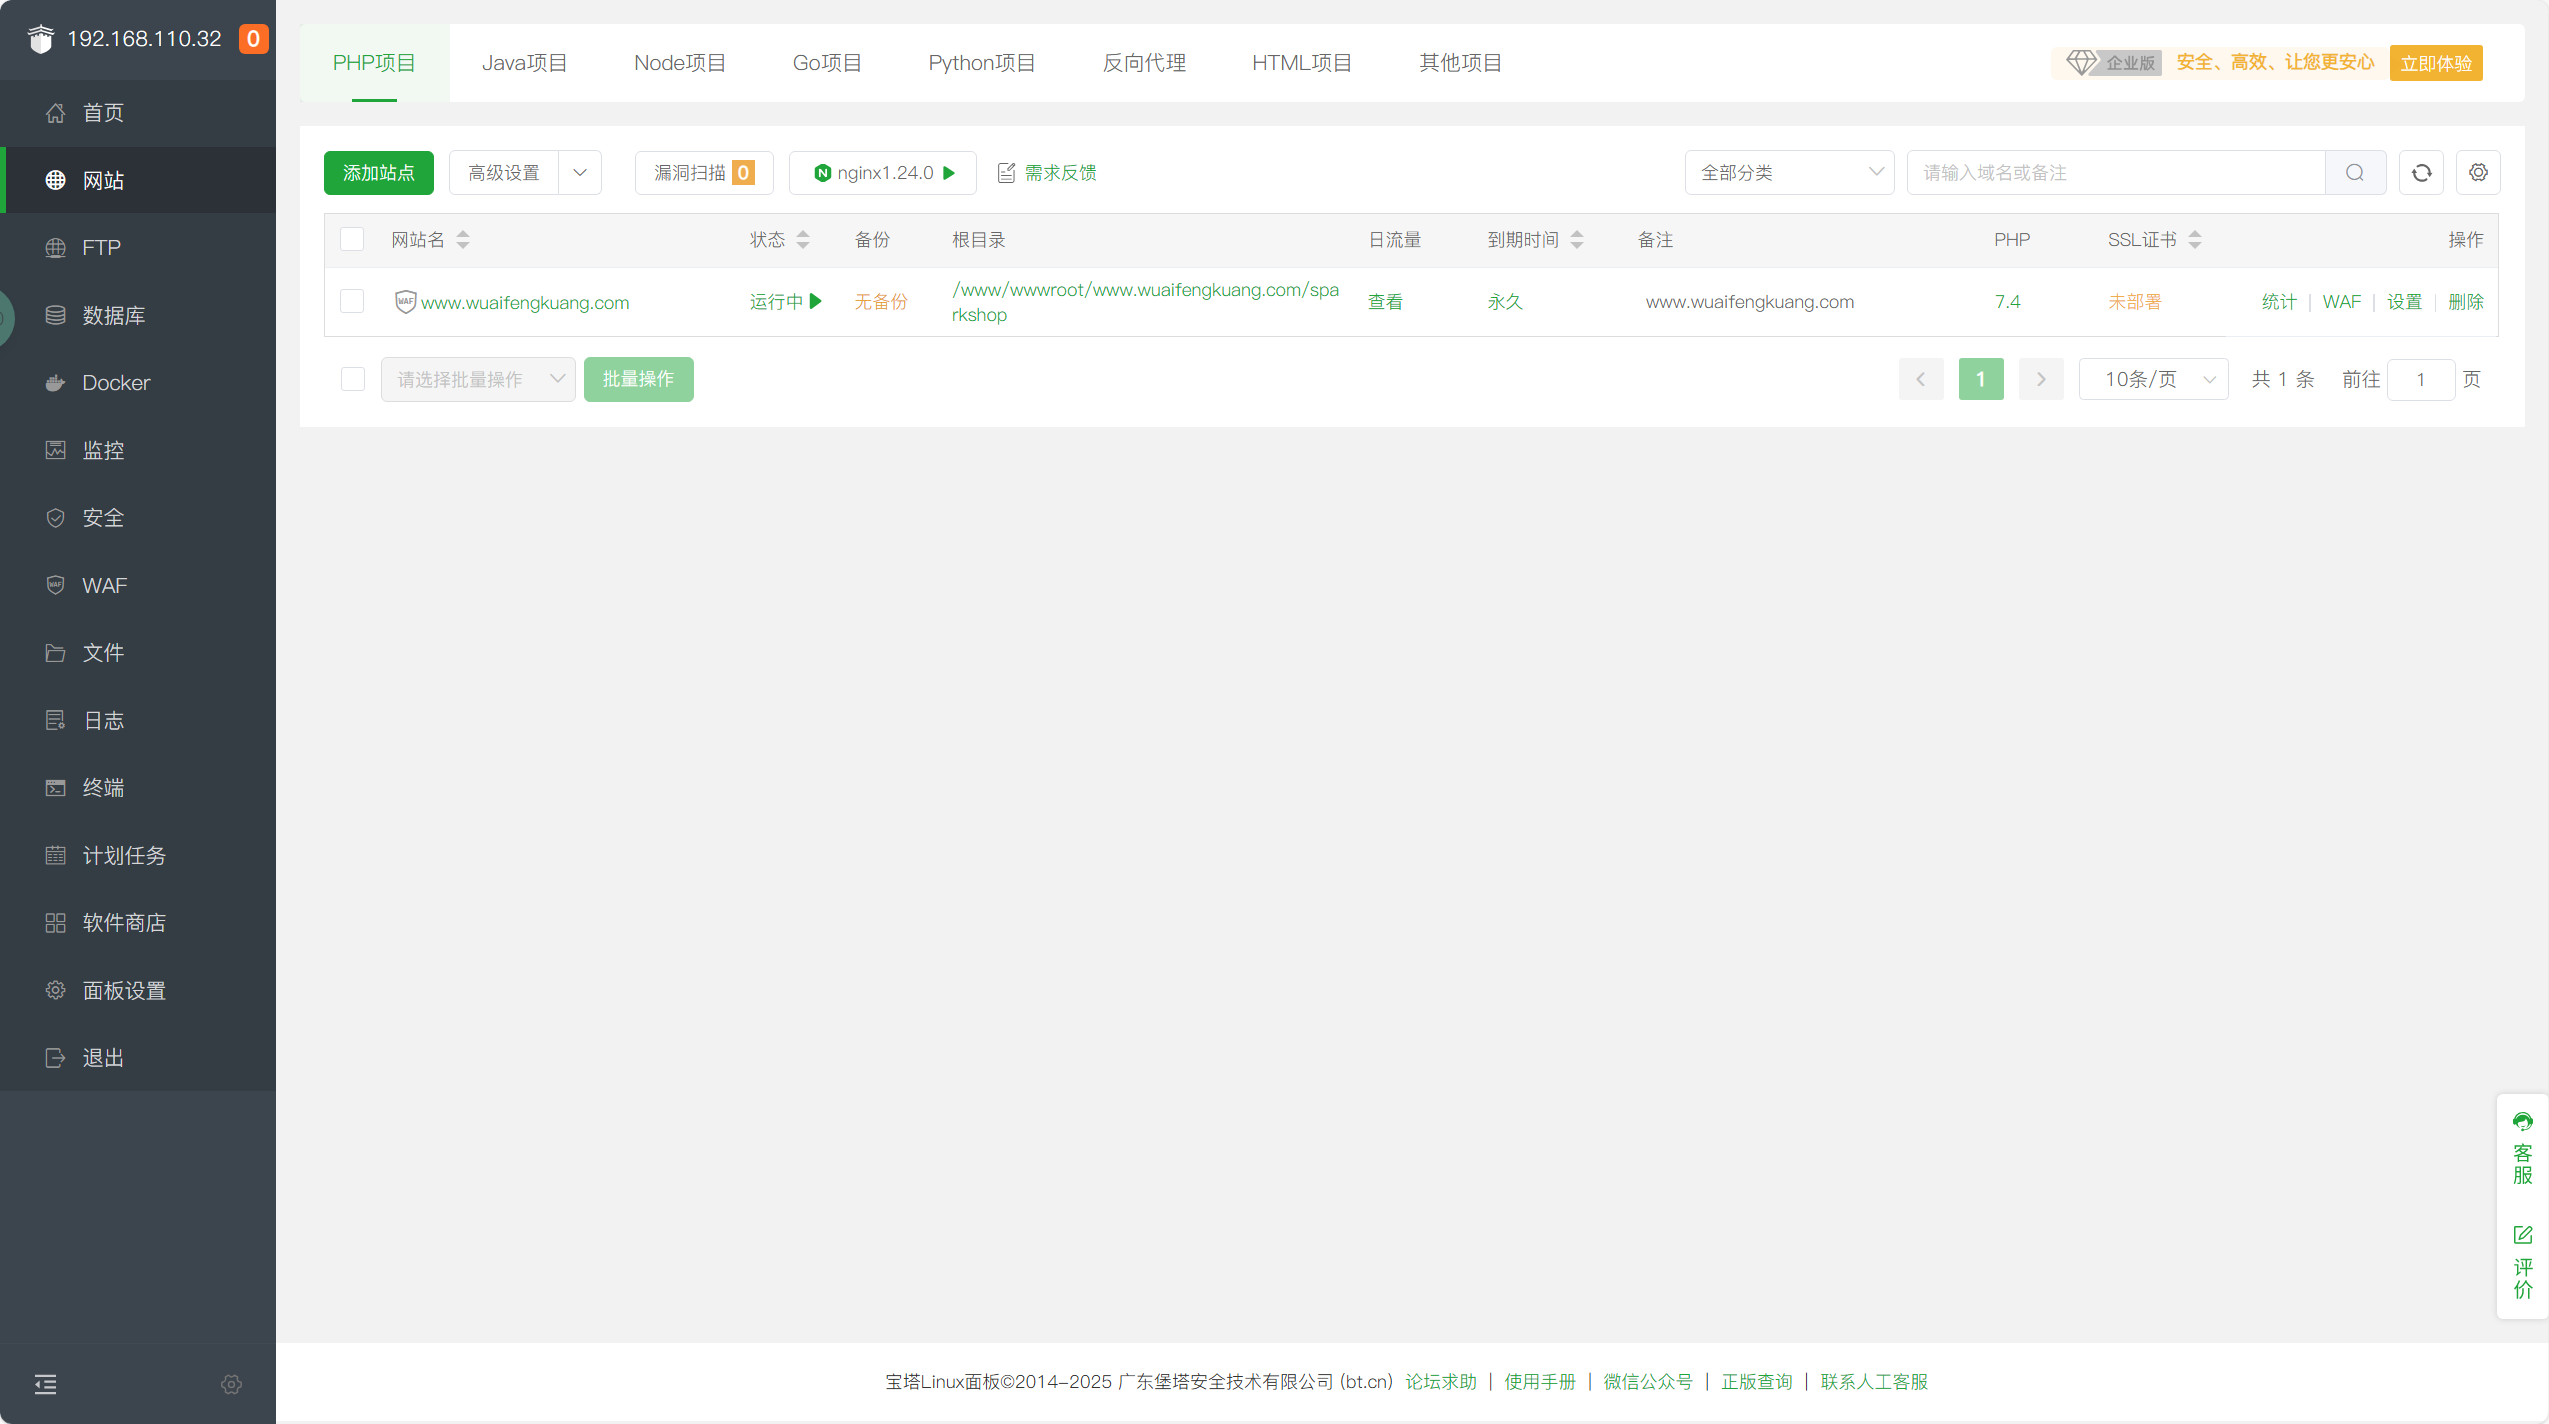 192.168.110.32 0
首页
网站
FTP
数据库
Docker
监控
安全
WAF
文件
日志
终端
计划任务
软件商店
面板设置
退出
PHP项目 Java项目 Node项目 Go项目 Python项目 反向代理 HTML项目 其他项目
企业版 安全、高效、让您更安心 立即体验
添加站点 高级设置 漏洞扫描 0 nginx1.24.0 需求反馈 全部分类 请输入域名或备注
网站名 状态 备份 根目录 日流量 到期时间 备注 PHP SSL证书 操作
WAF www.wuaifengkuang.com 运行中 无备份 /www/wwwroot/www.wuaifengkuang.com/spa
rkshop 查看 永久 www.wuaifengkuang.com 7.4 未部署 统计 | WAF | 设置 | 删除
请选择批量操作 批量操作 1 10条/页 共 1 条 前往 1 页
客服
评价
宝塔Linux面板©2014-2025 广东堡塔安全技术有限公司 (bt.cn) 论坛求助 | 使用手册 | 微信公众号 | 正版查询 | 联系人工客服